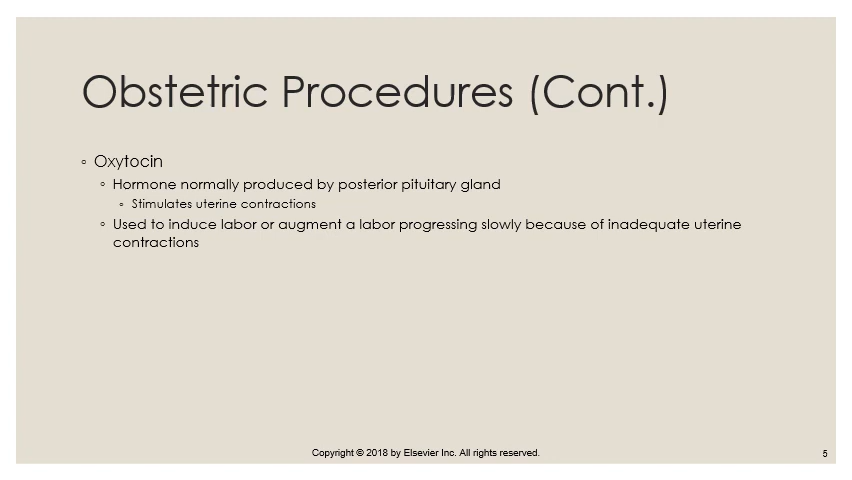 Obstetric Procedures (Cont.)
◦ Oxytocin
◦ Hormone normally produced by posterior pituitary gland
◦ Stimulates uterine contractions
◦ Used to induce labor or augment a labor progressing slowly because of inadequate uterine
contractions
Copyright © 2018 by Elsevier Inc. All rights reserved.
5